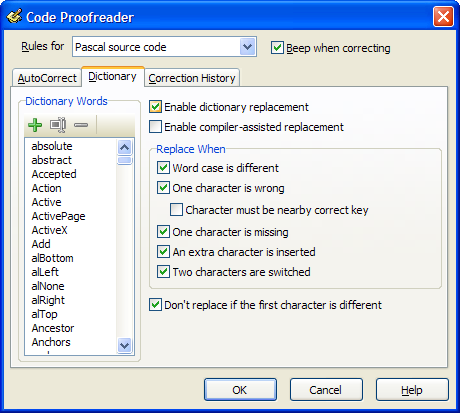 Code Proofreader
Rules for Pascal source code Beep when correcting
AutoCorrect Dictionary Correction History
Dictionary Words
absolute
abstract
Accepted
Action
Active
ActivePage
ActiveX
Add
alBottom
alLeft
alNone
alRight
alTop
Ancestor
Anchors
Enable dictionary replacement
Enable compiler-assisted replacement
Replace When
Word case is different
One character is wrong
Character must be nearby correct key
One character is missing
An extra character is inserted
Two characters are switched
Don't replace if the first character is different
OK Cancel Help